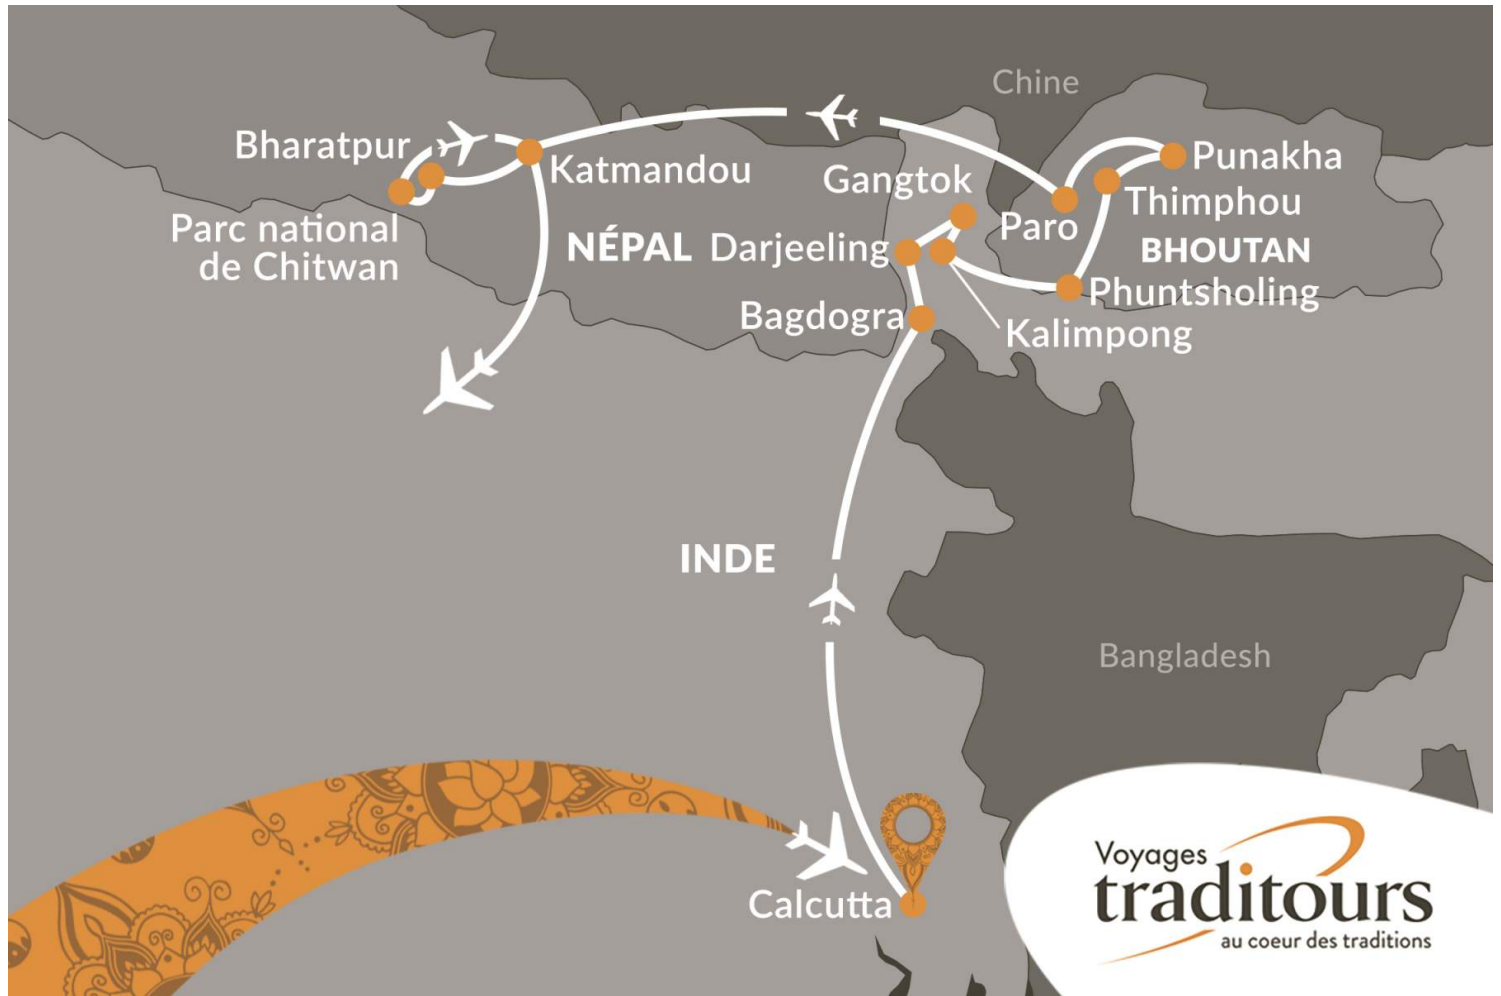 Chine
Bharatpur
Katmandou
Gangtok
Punakha
Thimphou
Paro
Parc national
de Chitwan
NÉPAL
Darjeeling
BHOUTAN
Phuntsholing
Bagdogra
Kalimpong
INDE
Bangladesh
Calcutta
Voyages
traditours
au coeur des traditions